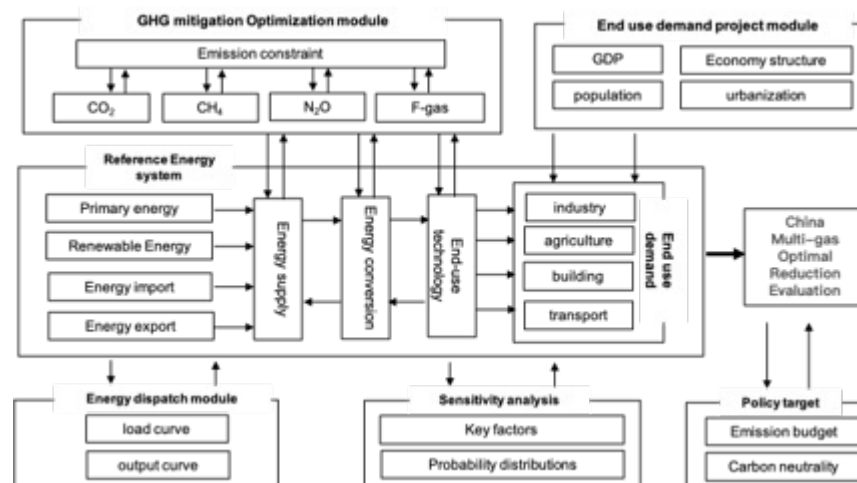 GHG mitigation Optimization module
Emission constraint
CO₂
CH₄
N₂O
F-gas
End use demand project module
GDP
Economy structure
population
urbanization
Reference Energy
system
Primary energy
Renewable Energy
Energy import
Energy export
Energy supply
Energy conversion
End-use
technology
industry
agriculture
building
transport
End use
demand
China
Multi-gas
Optimal
Reduction
Evaluation
Energy dispatch module
load curve
output curve
Sensitivity analysis
Key factors
Probability distributions
Policy target
Emission budget
Carbon neutrality